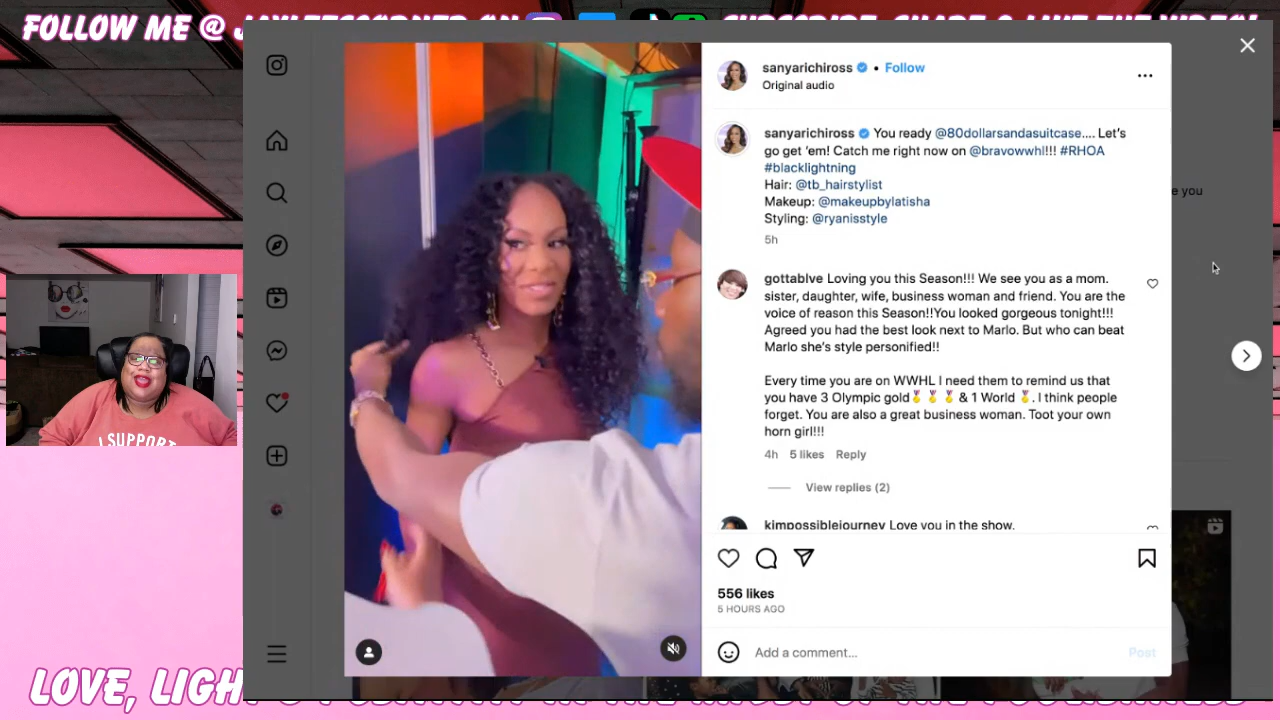 FOLLOW ME @ J
SUBSCRIBE, SHARE & LIKE THE VIDEO!
sanyarichiross • Follow
Original audio
sanyarichiross You ready @80dollarsandasuitcase.... Let's
go get 'em! Catch me right now on @bravowwhl!!! #RHOA
#blacklightning
Hair: @tb_hairstylist
Makeup: @makeupbylatisha
Styling: @ryanisstyle
5h
e you
gottablve Loving you this Season!!! We see you as a mom.
sister, daughter, wife, business woman and friend. You are the
voice of reason this Season!!You looked gorgeous tonight!!!
Agreed you had the best look next to Marlo. But who can beat
Marlo she's style personified!!
Every time you are on WWHL I need them to remind us that
you have 3 Olympic gold🏅🏅🏅 & 1 World 🏅. I think people
forget. You are also a great business woman. Toot your own
horn girl!!!
4h 5 likes Reply
View replies (2)
kimpossiblejourney Love you in the show.
556 likes
5 HOURS AGO
Add a comment...
Post
I SUPPORT
LOVE, LIGH